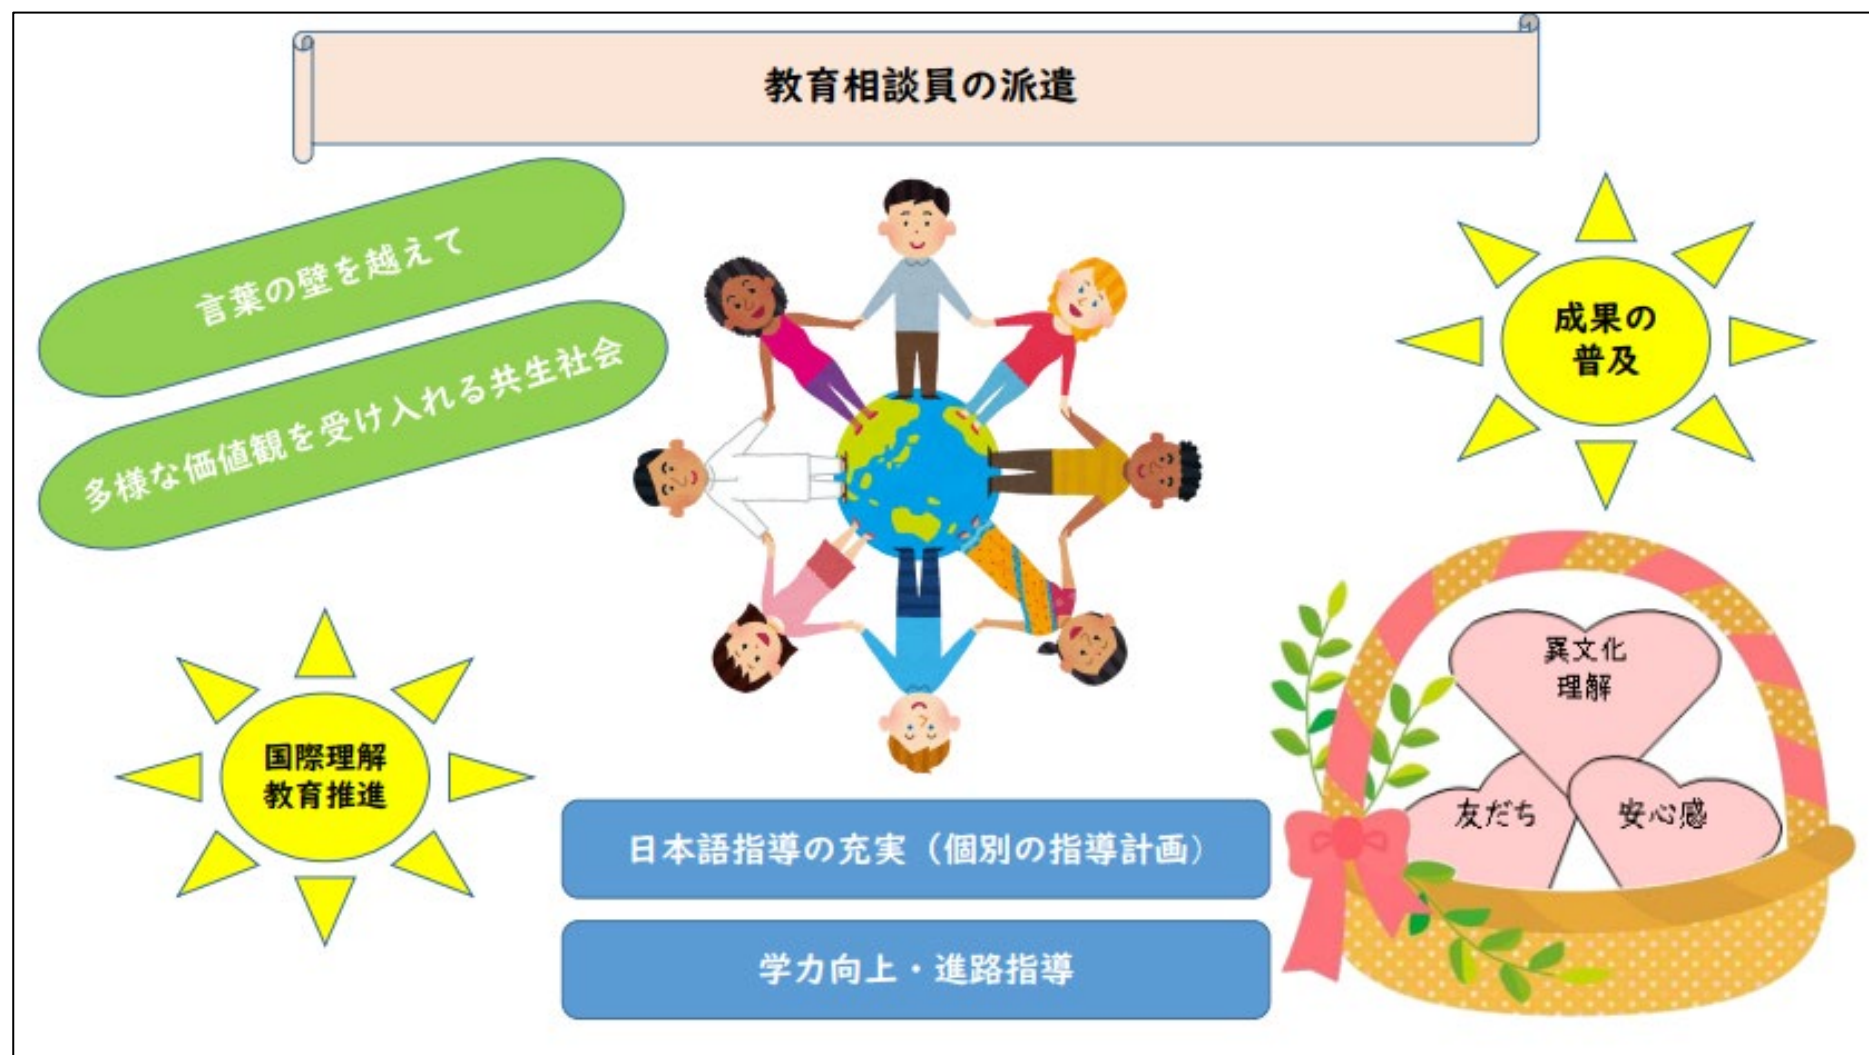 教育相談員の派遣
言葉の壁を越えて
多様な価値観を受け入れる共生社会
成果の
普及
国際理解
教育推進
異文化
理解
友だち
安心感
日本語指導の充実（個別の指導計画）
学力向上・進路指導